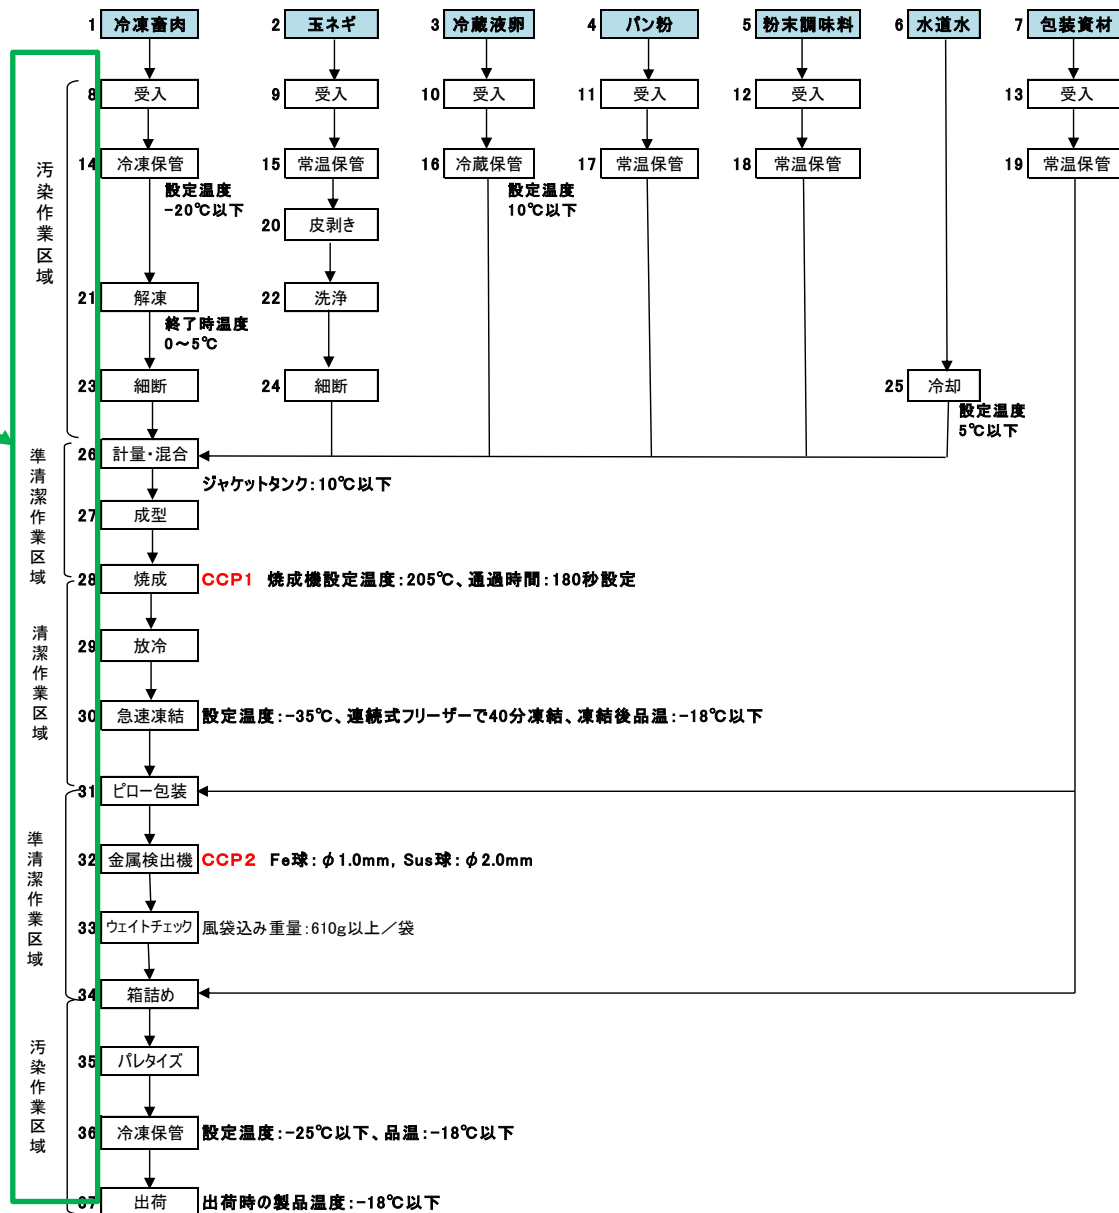 1 冷凍畜肉 2 玉ネギ 3 冷蔵液卵 4 パン粉 5 粉末調味料 6 水道水 7 包装資材
8 受入 9 受入 10 受入 11 受入 12 受入 13 受入
14 冷凍保管 15 常温保管 16 冷蔵保管 17 常温保管 18 常温保管 19 常温保管
設定温度 設定温度
-20℃以下 10℃以下
汚染作業区域
20 皮剥き
21 解凍 22 洗浄
終了時温度
0~5℃
23 細断 24 細断 25 冷却
設定温度
5℃以下
26 計量・混合
ジャケットタンク:10℃以下
準清潔作業区域
27 成型
28 焼成 CCP1 焼成機設定温度:205℃、通過時間:180秒設定
清潔作業区域
29 放冷
30 急速凍結 設定温度:-35℃、連続式フリーザーで40分凍結、凍結後品温:-18℃以下
31 ピロー包装
準清潔作業区域
32 金属検出機 CCP2 Fe球:φ1.0mm, Sus球:φ2.0mm
33 ウェイトチェック 風袋込み重量:610g以上/袋
34 箱詰め
汚染作業区域
35 パレタイズ
36 冷凍保管 設定温度:-25℃以下、品温:-18℃以下
37 出荷 出荷時の製品温度:-18℃以下